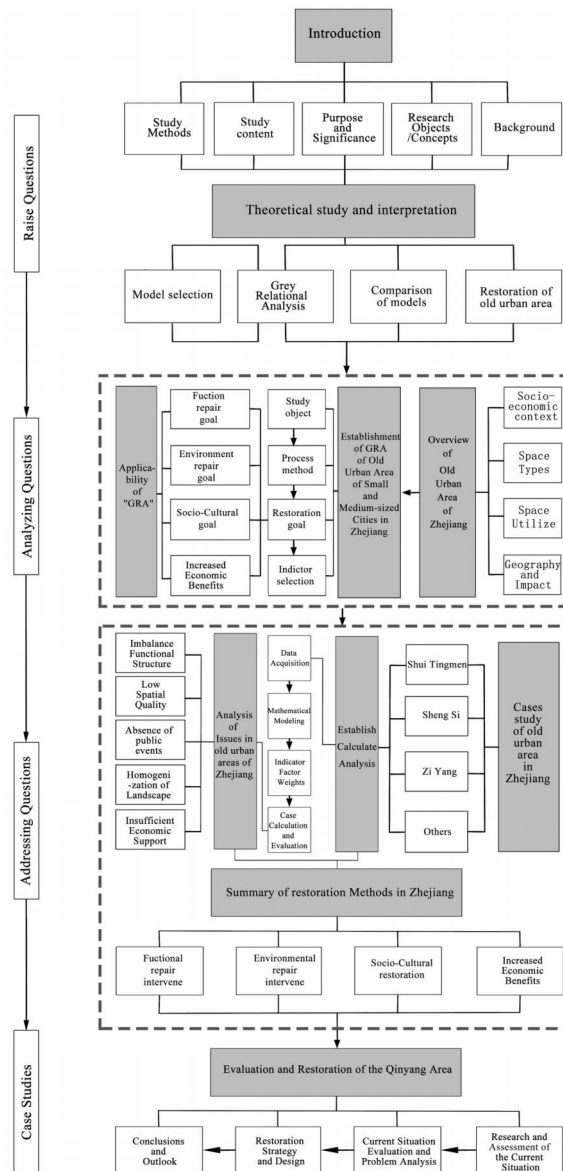 Introduction
Study
Methods
Study
content
Purpose
and
Significance
Research
Objects
/Concepts
Background
Theoretical study and interpretation
Model selection
Grey
Relational
Analysis
Comparison
of models
Restoration of
old urban area
Raise Questions
Applica-
bility
of
"GRA"
Fuction repair
goal
Environment
repair
goal
Socio-Cultural
goal
Increased
Economic
Benefits
Study
object
Process
method
Restoration
goal
Indictor
selection
Establishment
of GRA
of Old
Urban Area
of Small
and
Medium-sized
Cities in
Zhejiang
Overview
of
Old
Urban
Area
of
Zhejiang
Socio-
economic
context
Space
Types
Space
Utilize
Geography
and
Impact
Analyzing Questions
Imbalance
Functional
Structure
Low
Spatial
Quality
Absence of
public
events
Homogeni
-zation of
Landscape
Insufficient
Economic
Support
Analysis
of
Issues in
old urban
areas of
Zhejiang
Data
Acquisition
Mathematical
Modeling
Indicator
Factor
Weights
Case
Calculation
and
Evaluation
Establish
Calculate
Analysis
Shui Tingmen
Sheng Si
Zi Yang
Others
Cases
study of
old urban
area
in
Zhejiang
Addressing Questions
Summary of restoration Methods in Zhejiang
Fuctional
repair
intervene
Environmental
repair
intervene
Socio-Cultural
restoration
Increased
Economic
Benefits
Evaluation and Restoration of the Qinyang Area
Conclusions
and
Outlook
Restoration
Strategy
and Design
Current Situation
Evaluation and
Problem Analysis
Research and
Assessment of
the Current
Situation
Case Studies